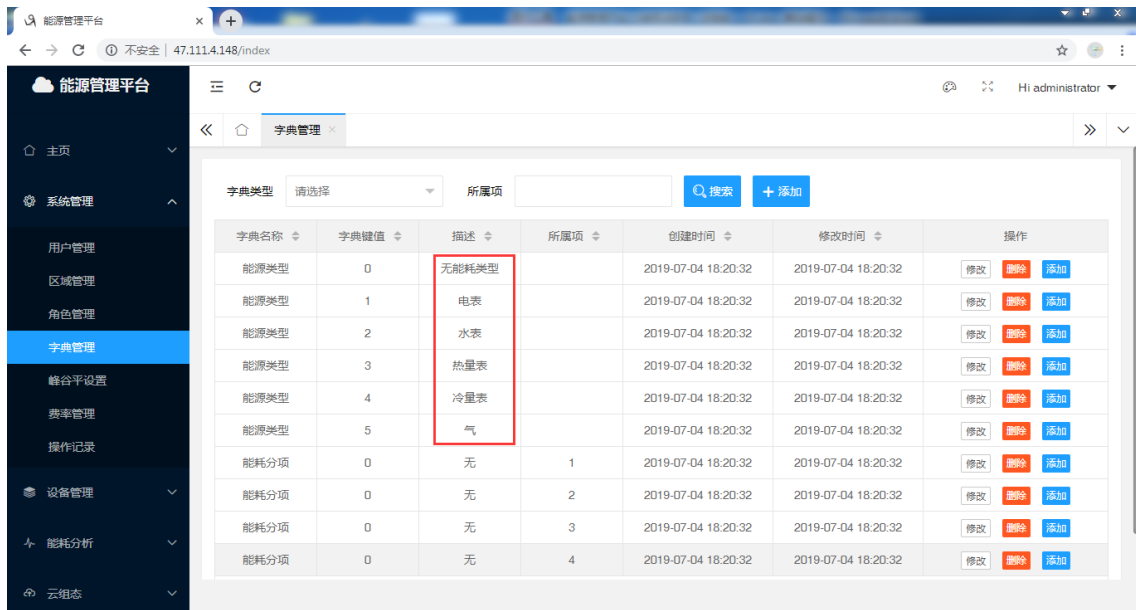 能源管理平台
不安全 | 47.111.4.148/index
能源管理平台
Hi administrator
字典管理
主页
系统管理
用户管理
区域管理
角色管理
字典管理
峰谷平设置
费率管理
操作记录
设备管理
能耗分析
云组态
字典类型 请选择 所属项 搜索 添加
字典名称 字典键值 描述 所属项 创建时间 修改时间 操作
能源类型 0 无能耗类型 2019-07-04 18:20:32 2019-07-04 18:20:32 修改 删除 添加
能源类型 1 电表 2019-07-04 18:20:32 2019-07-04 18:20:32 修改 删除 添加
能源类型 2 水表 2019-07-04 18:20:32 2019-07-04 18:20:32 修改 删除 添加
能源类型 3 热量表 2019-07-04 18:20:32 2019-07-04 18:20:32 修改 删除 添加
能源类型 4 冷量表 2019-07-04 18:20:32 2019-07-04 18:20:32 修改 删除 添加
能源类型 5 气 2019-07-04 18:20:32 2019-07-04 18:20:32 修改 删除 添加
能耗分项 0 无 1 2019-07-04 18:20:32 2019-07-04 18:20:32 修改 删除 添加
能耗分项 0 无 2 2019-07-04 18:20:32 2019-07-04 18:20:32 修改 删除 添加
能耗分项 0 无 3 2019-07-04 18:20:32 2019-07-04 18:20:32 修改 删除 添加
能耗分项 0 无 4 2019-07-04 18:20:32 2019-07-04 18:20:32 修改 删除 添加